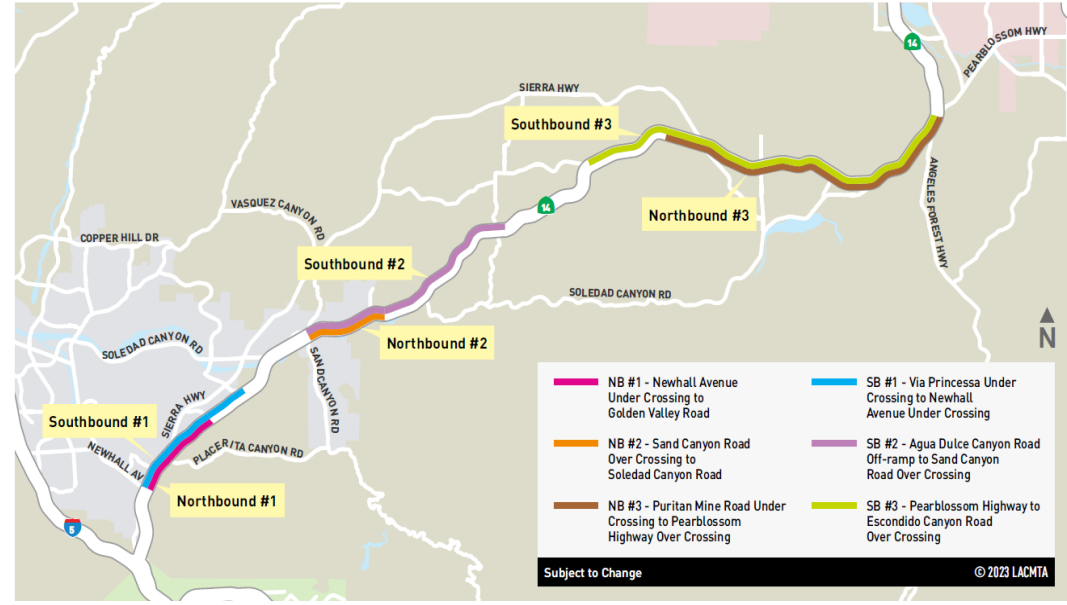 14
PEARBLOSSOM HWY
SIERRA HWY
Southbound #3
14
Northbound #3
ANGELES FOREST HWY
VASQUEZ CANYON RD
COPPER HILL DR
Southbound #2
SOLEDAD CANYON RD
Northbound #2
SOLEDAD CANYON RD
SAND CANYON RD
N
Southbound #1
SIERRA HWY
PLACERITA CANYON RD
NEWHALL AV
Northbound #1
5
NB #1 - Newhall Avenue
Under Crossing to
Golden Valley Road
SB #1 - Via Princessa Under
Crossing to Newhall
Avenue Under Crossing
NB #2 - Sand Canyon Road
Over Crossing to
Soledad Canyon Road
SB #2 - Agua Dulce Canyon Road
Off-ramp to Sand Canyon
Road Over Crossing
NB #3 - Puritan Mine Road Under
Crossing to Pearblossom
Highway Over Crossing
SB #3 - Pearblossom Highway to
Escondido Canyon Road
Over Crossing
Subject to Change
© 2023 LACMTA